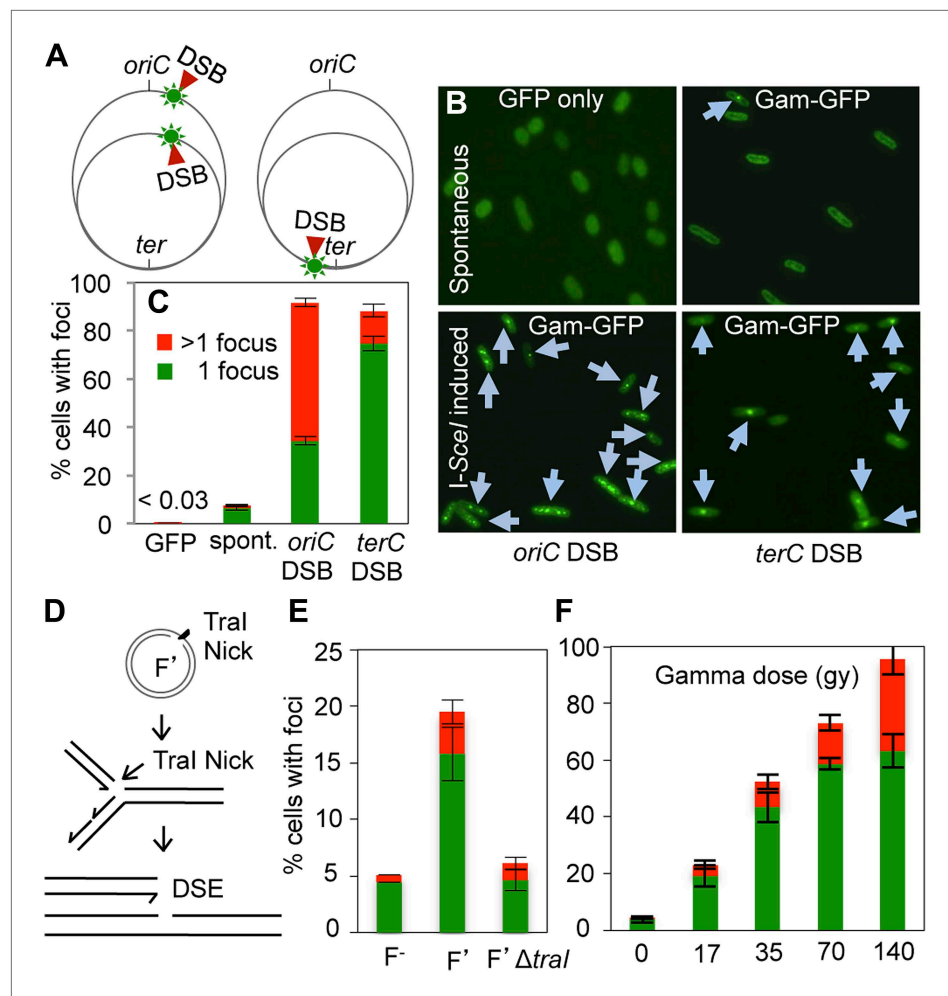 A
oriC
DSB
DSB
ter
oriC
DSB
ter
B
GFP only
Gam-GFP
Spontaneous
Gam-GFP
Gam-GFP
I-SceI induced
oriC DSB
terC DSB
C
% cells with foci
100
80
60
40
20
0
>1 focus
1 focus
< 0.03
GFP
spont.
oriC
DSB
terC
DSB
D
TraI
Nick
F’
TraI Nick
DSE
E
% cells with foci
25
20
15
10
5
0
F-
F’
F’ ΔtraI
F
Gamma dose (gy)
100
80
60
40
20
0
0
17
35
70
140